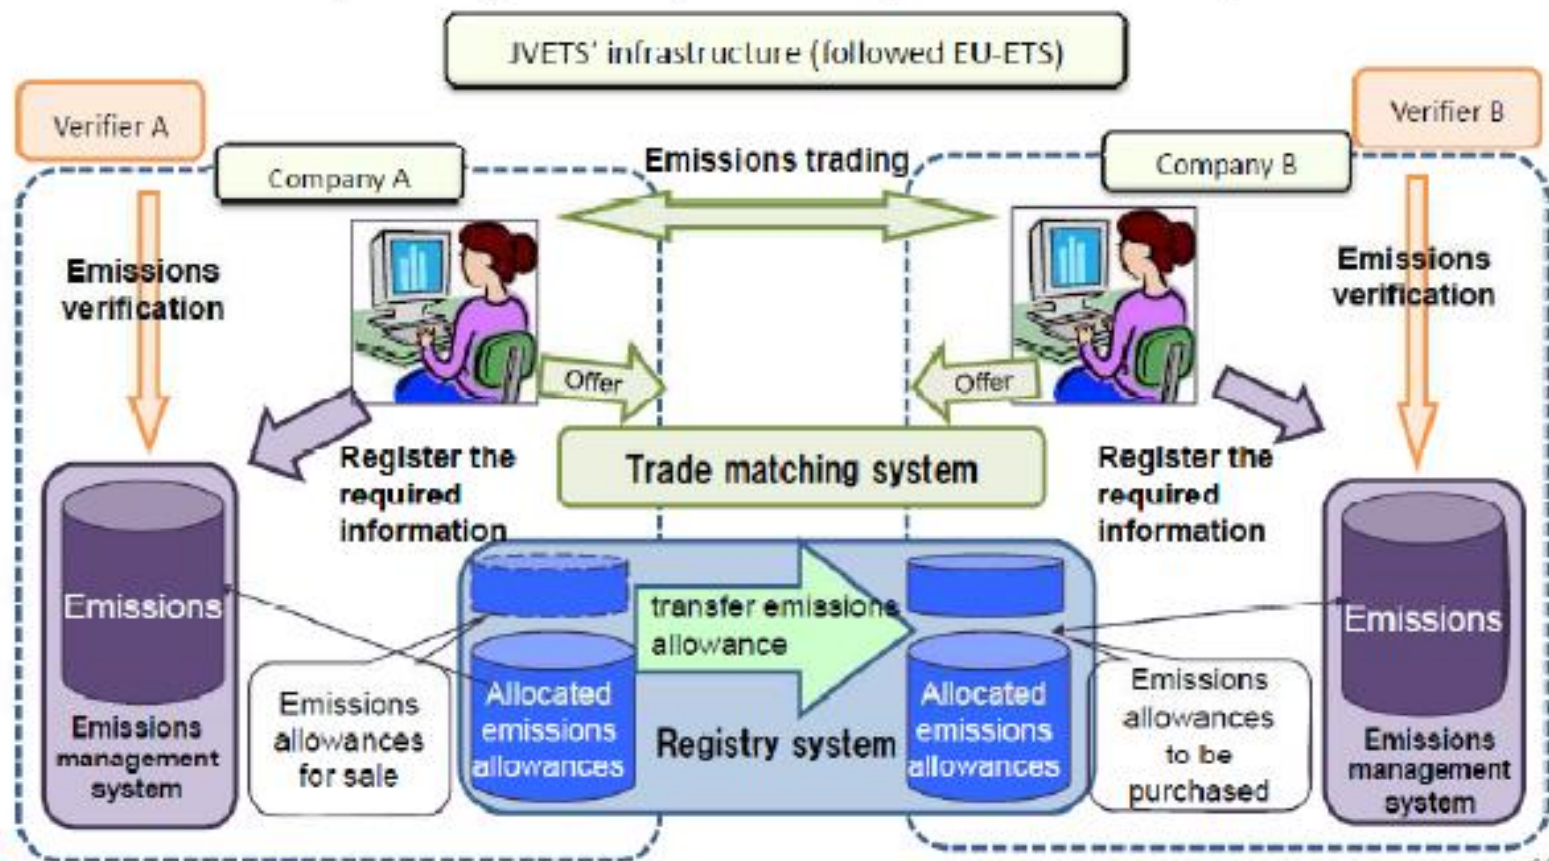 JVETS' infrastructure (followed EU-ETS)
Verifier A
Verifier B
Company A
Emissions trading
Company B
Emissions
verification
Emissions
verification
Offer
Offer
Register the
required
information
Trade matching system
Register the
required
information
Emissions
transfer emissions
allowance
Emissions
Emissions
allowances
for sale
Allocated
emissions
allowances
Registry system
Allocated
emissions
allowances
Emissions
allowances
to be
purchased
Emissions
management
system
Emissions
management
system